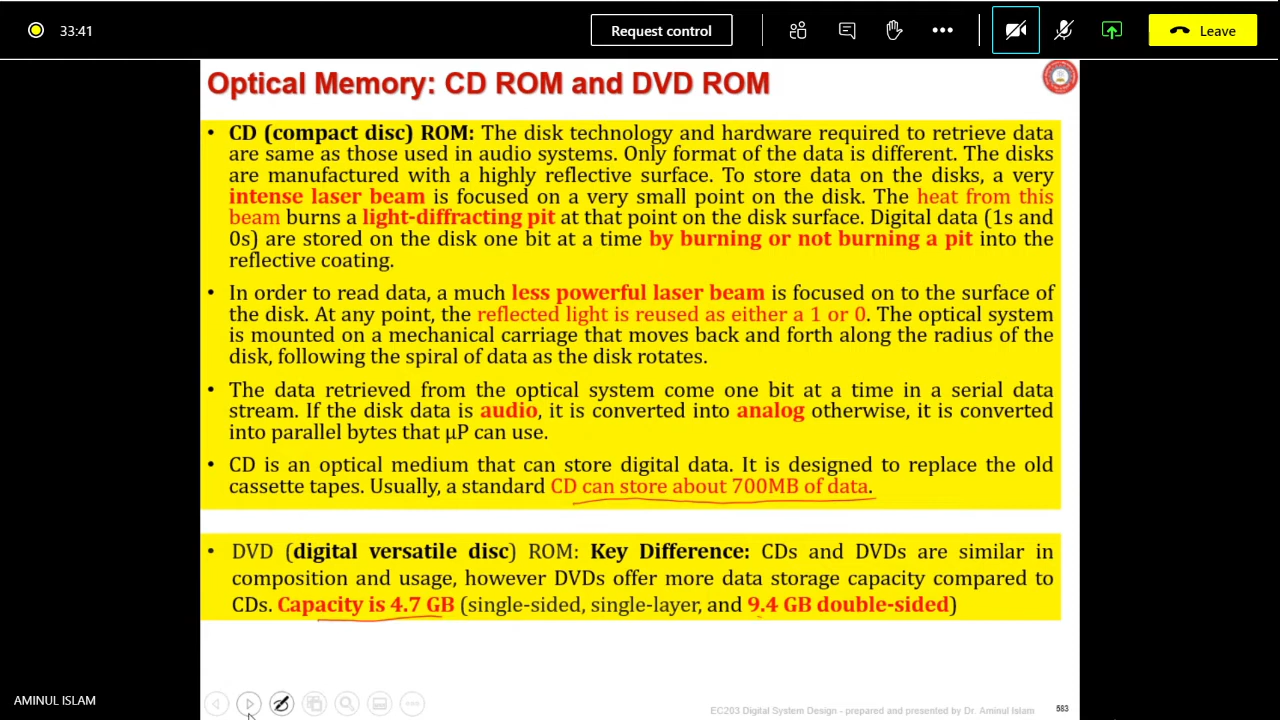 33:41
Request control
Leave
Optical Memory: CD ROM and DVD ROM
• CD (compact disc) ROM: The disk technology and hardware required to retrieve data
are same as those used in audio systems. Only format of the data is different. The disks
are manufactured with a highly reflective surface. To store data on the disks, a very
intense laser beam is focused on a very small point on the disk. The heat from this
beam burns a light-diffracting pit at that point on the disk surface. Digital data (1s and
0s) are stored on the disk one bit at a time by burning or not burning a pit into the
reflective coating.
• In order to read data, a much less powerful laser beam is focused on to the surface of
the disk. At any point, the reflected light is reused as either a 1 or 0. The optical system
is mounted on a mechanical carriage that moves back and forth along the radius of the
disk, following the spiral of data as the disk rotates.
• The data retrieved from the optical system come one bit at a time in a serial data
stream. If the disk data is audio, it is converted into analog otherwise, it is converted
into parallel bytes that μP can use.
• CD is an optical medium that can store digital data. It is designed to replace the old
cassette tapes. Usually, a standard CD can store about 700MB of data.
• DVD (digital versatile disc) ROM: Key Difference: CDs and DVDs are similar in
composition and usage, however DVDs offer more data storage capacity compared to
CDs. Capacity is 4.7 GB (single-sided, single-layer, and 9.4 GB double-sided)
AMINUL ISLAM
EC203 Digital System Design - prepared and presented by Dr. Aminul Islam
583